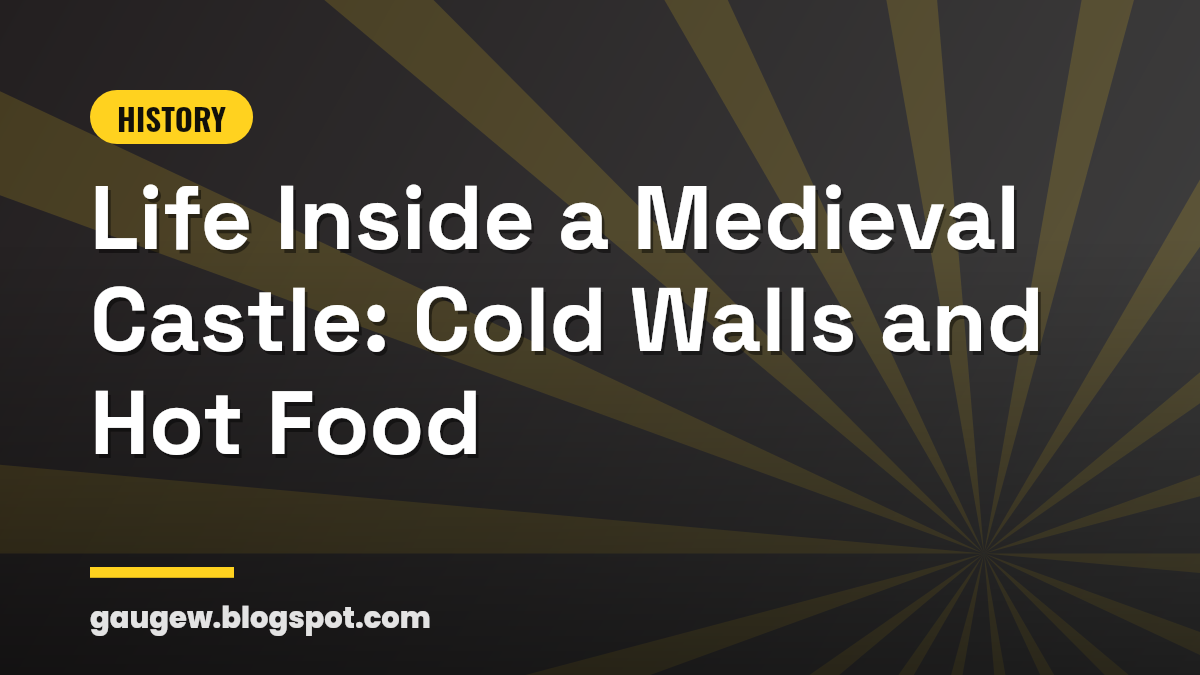 HISTORY
Life Inside a Medieval
Castle: Cold Walls and
Hot Food
gaugew.blogspot.com